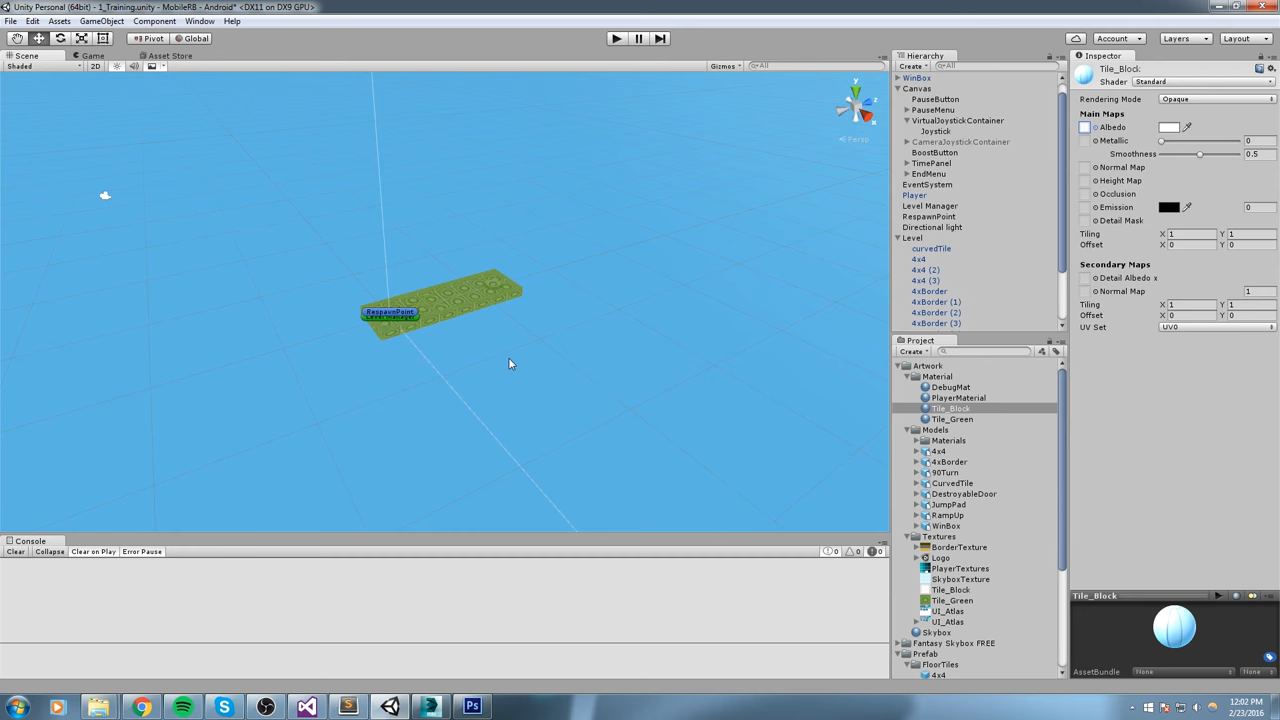 Unity Personal (64bit) - 1_Training.unity - MobileRB - Android* <DX11 on DX9 GPU>
File Edit Assets GameObject Component Window Help
Pivot Global Account Layers Layout
Scene Game Asset Store
Shaded 2D Gizmos All
y
z
x
Persp
RespawnPoint
Hierarchy
Create All
WinBox
Canvas
PauseButton
PauseMenu
VirtualJoystickContainer
Joystick
CameraJoystickContainer
BoostButton
TimePanel
EndMenu
EventSystem
Player
Level Manager
RespawnPoint
Directional light
Level
curvedTile
4x4
4x4 (2)
4x4 (3)
4xBorder
4xBorder (1)
4xBorder (2)
4xBorder (3)
Project
Create
Artwork
Material
DebugMat
PlayerMaterial
Tile_Block
Tile_Green
Models
Materials
4x4
4xBorder
90Turn
CurvedTile
DestroyableDoor
JumpPad
RampUp
WinBox
Textures
BorderTexture
Logo
PlayerTextures
SkyboxTexture
Tile_Block
Tile_Green
UI_Atlas
UI_Atlas
Skybox
Fantasy Skybox FREE
Prefab
FloorTiles
4x4
Inspector
Tile_Block
Shader Standard
Rendering Mode Opaque
Main Maps
Albedo
Metallic 0
Smoothness 0.5
Normal Map
Height Map
Occlusion
Emission 0
Detail Mask
Tiling X 1 Y 1
Offset X 0 Y 0
Secondary Maps
Detail Albedo x
Normal Map 1
Tiling X 1 Y 1
Offset X 0 Y 0
UV Set UV0
Tile_Block
AssetBundle None None
Console
Clear Collapse Clear on Play Error Pause 0 0 0
Ps
12:02 PM
2/23/2016